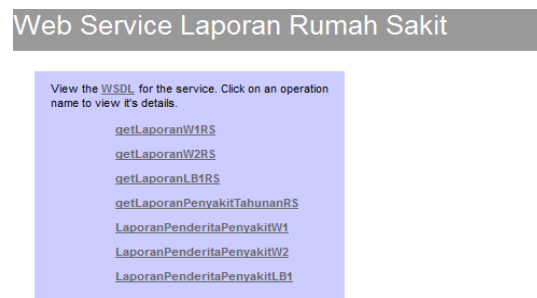 Web Service Laporan Rumah Sakit
View the WSDL for the service. Click on an operation
name to view it's details.
getLaporanW1RS
getLaporanW2RS
getLaporanLB1RS
getLaporanPenyakitTahunanRS
LaporanPenderitaPenyakitW1
LaporanPenderitaPenyakitW2
LaporanPenderitaPenyakitLB1